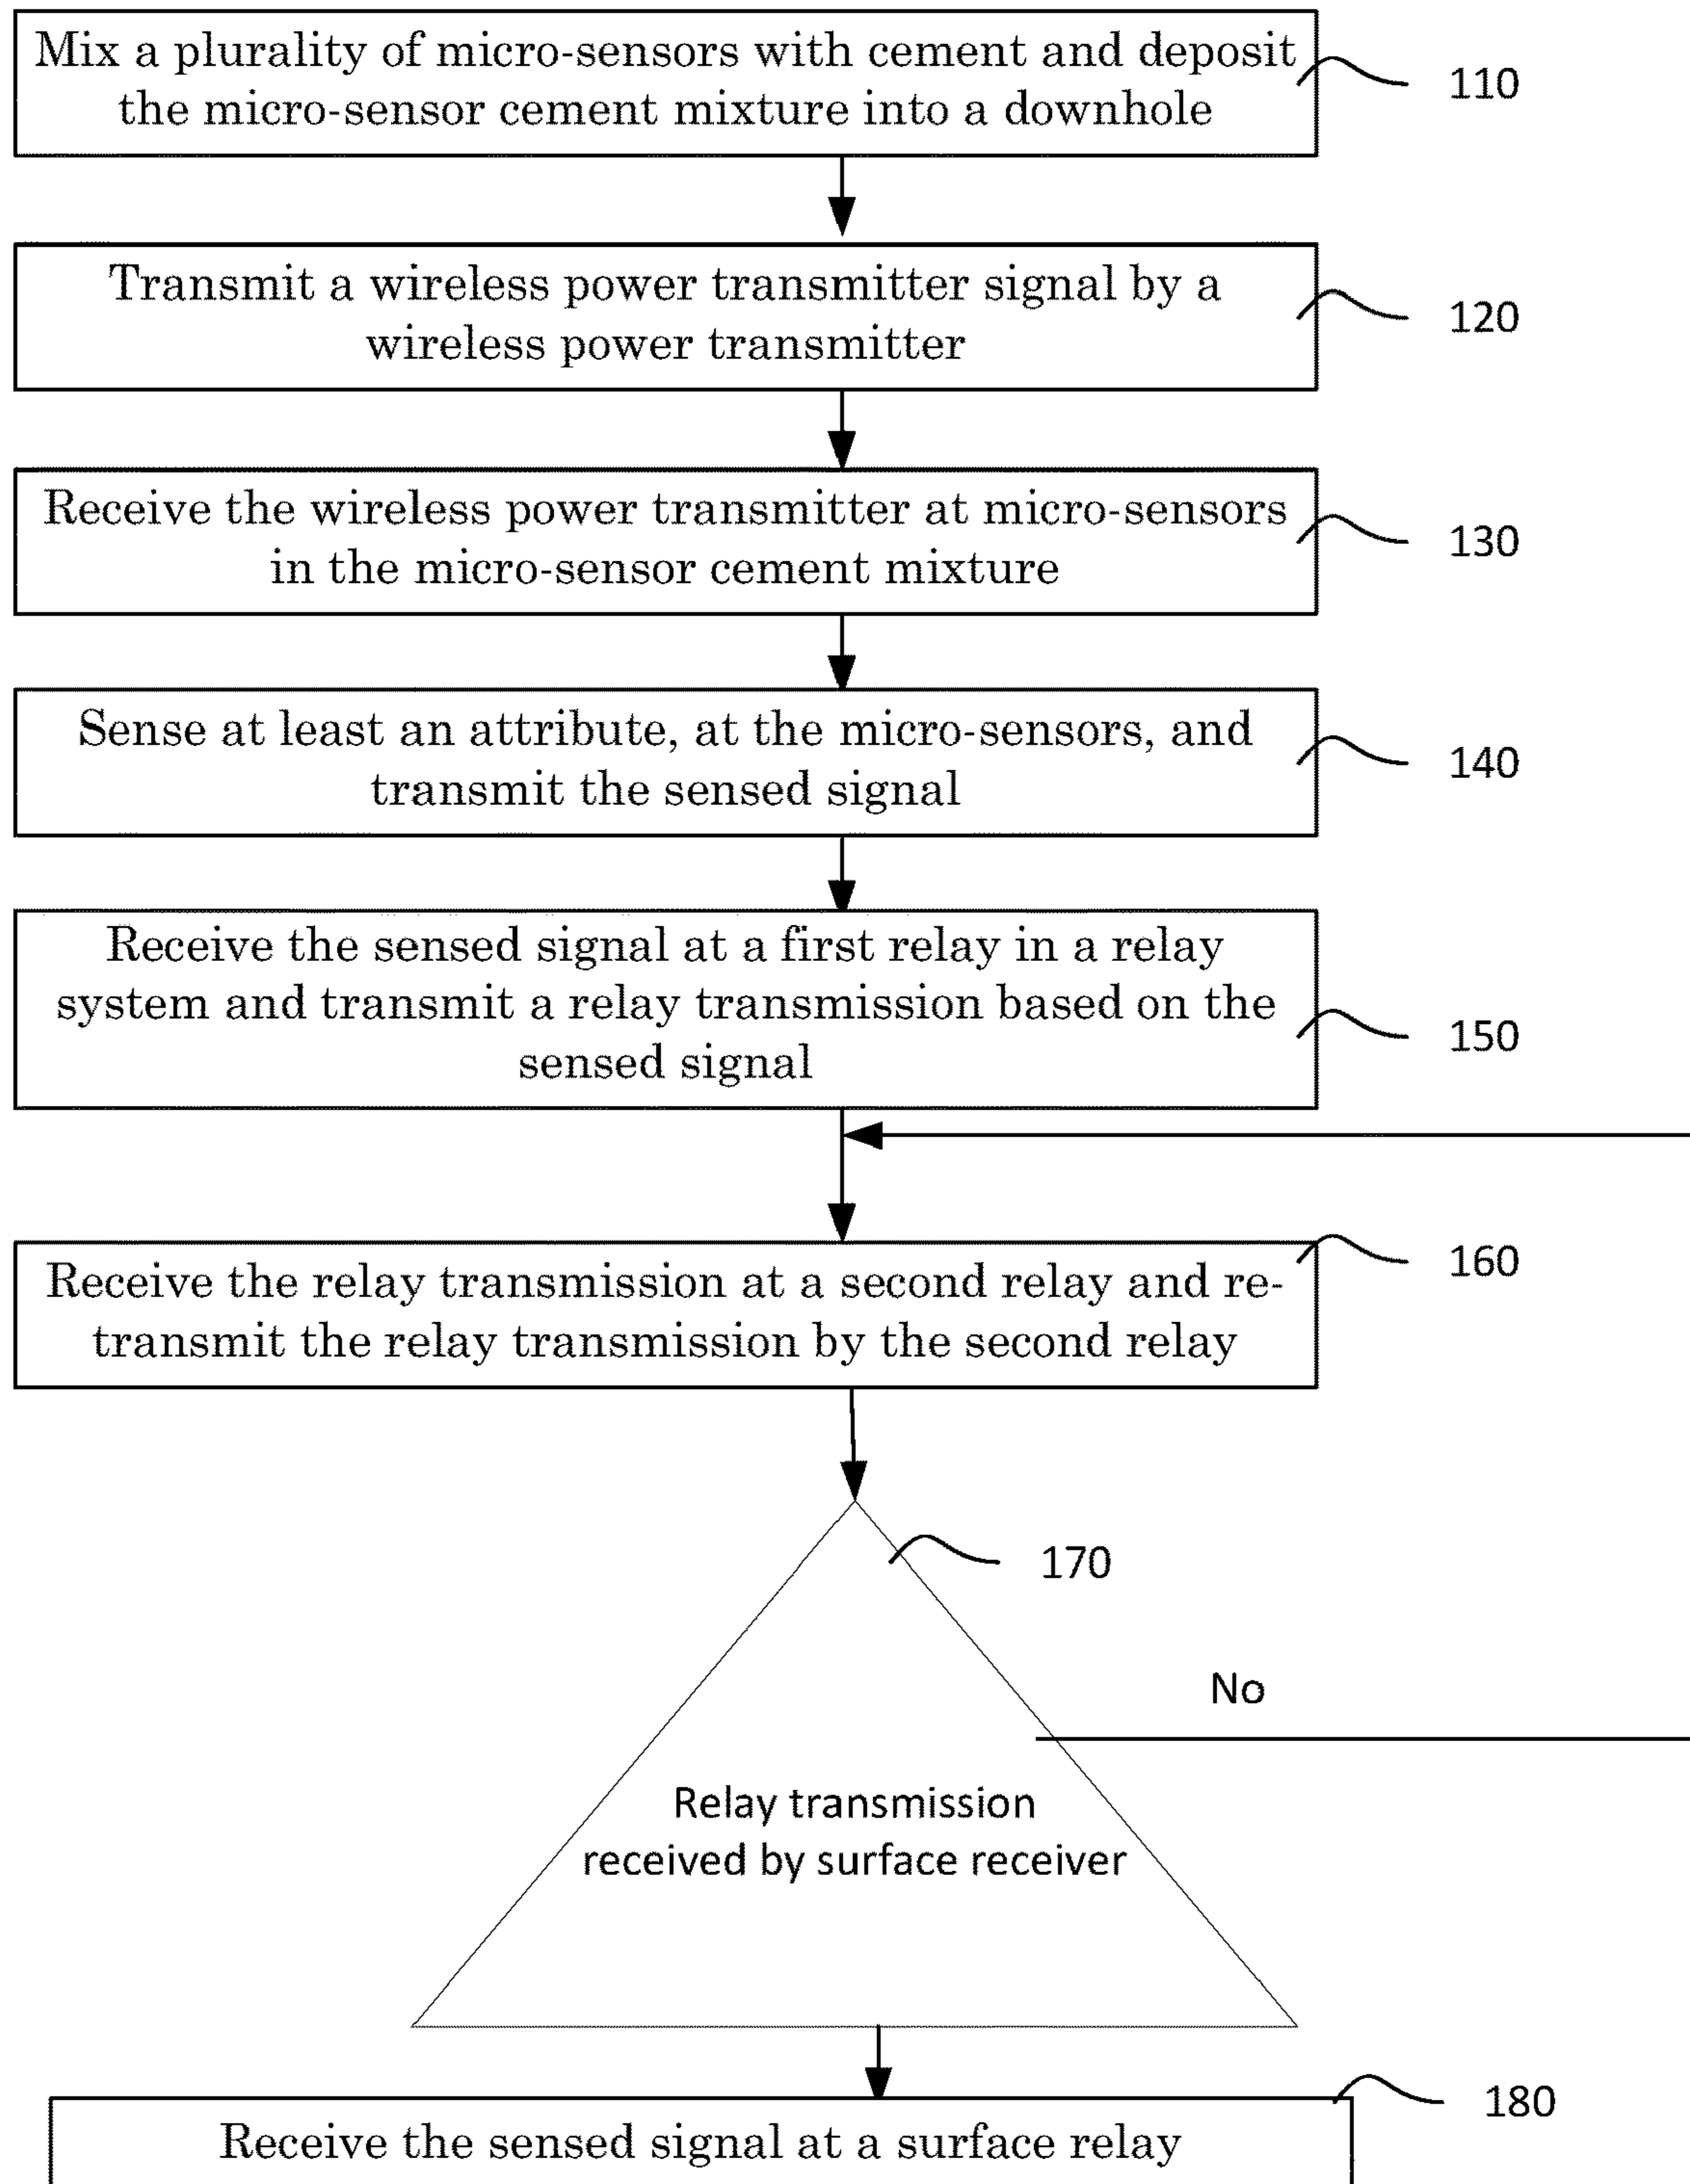 Mix a plurality of micro-sensors with cement and deposit
the micro-sensor cement mixture into a downhole
110
Transmit a wireless power transmitter signal by a
wireless power transmitter
120
Receive the wireless power transmitter at micro-sensors
in the micro-sensor cement mixture
130
Sense at least an attribute, at the micro-sensors, and
transmit the sensed signal
140
Receive the sensed signal at a first relay in a relay
system and transmit a relay transmission based on the
sensed signal
150
Receive the relay transmission at a second relay and re-
transmit the relay transmission by the second relay
160
170
No
Relay transmission
received by surface receiver
180
Receive the sensed signal at a surface relay